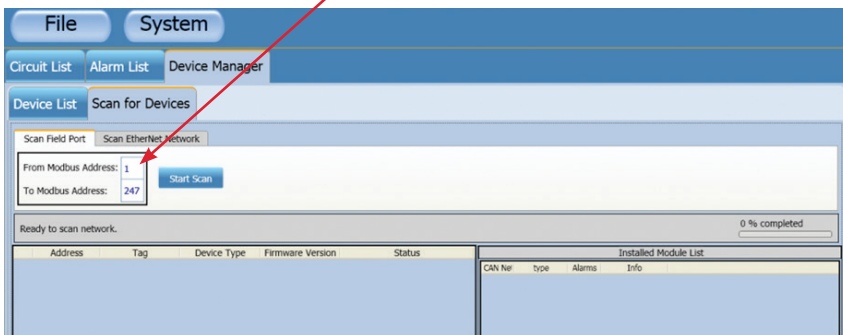 File System
Circuit List Alarm List Device Manager
Device List Scan for Devices
Scan Field Port Scan EtherNet Network
From Modbus Address: 1
Start Scan
To Modbus Address: 247
Ready to scan network. 0 % completed
Installed Module List
Address Tag Device Type Firmware Version Status
CAN Ne type Alarms Info